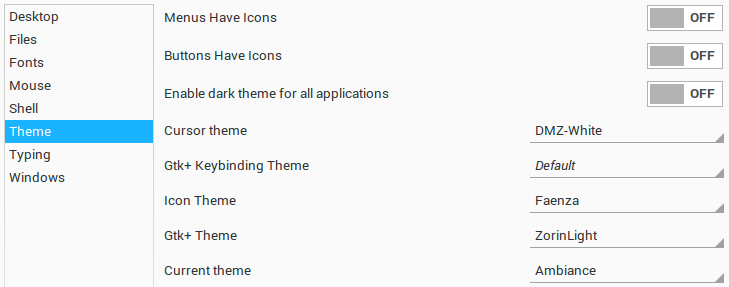 Desktop
Files
Fonts
Mouse
Shell
Theme
Typing
Windows
Menus Have Icons OFF
Buttons Have Icons OFF
Enable dark theme for all applications OFF
Cursor theme DMZ-White
Gtk+ Keybinding Theme Default
Icon Theme Faenza
Gtk+ Theme ZorinLight
Current theme Ambiance